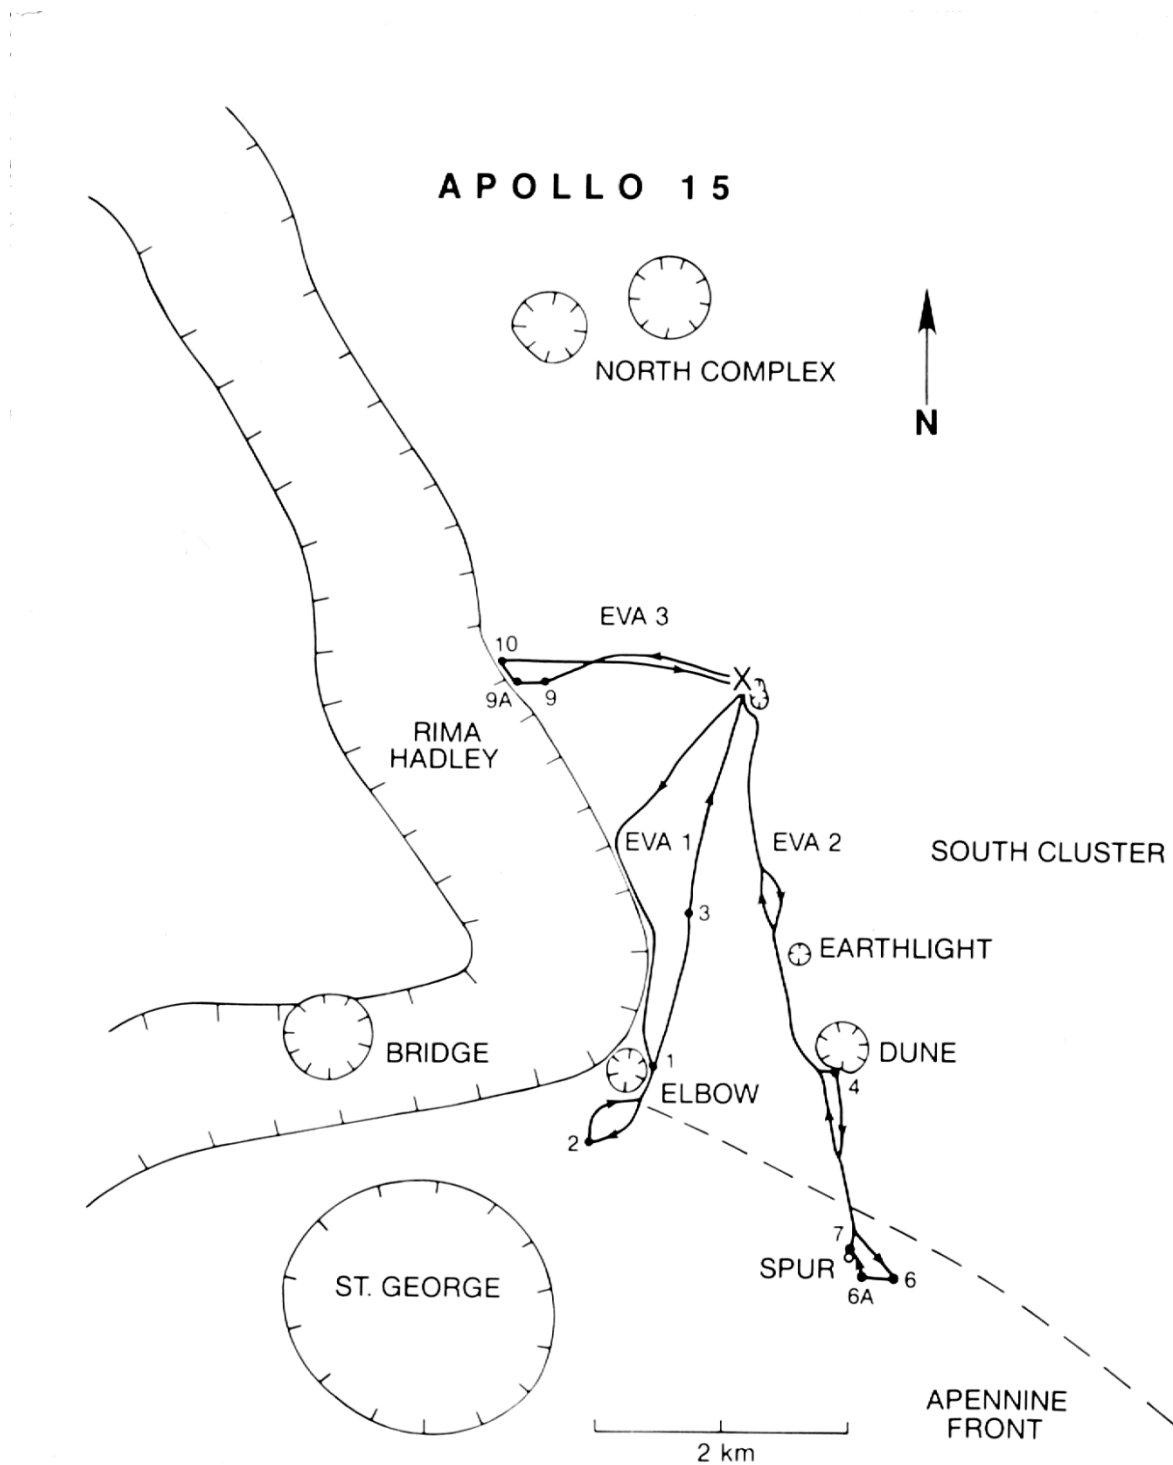 APOLLO 15
NORTH COMPLEX
N
EVA 3
10
X
9A
9
RIMA
HADLEY
EVA 1
EVA 2
SOUTH CLUSTER
3
EARTHLIGHT
BRIDGE
DUNE
1
4
ELBOW
2
7
SPUR
6
6A
ST. GEORGE
APENNINE
FRONT
2 km